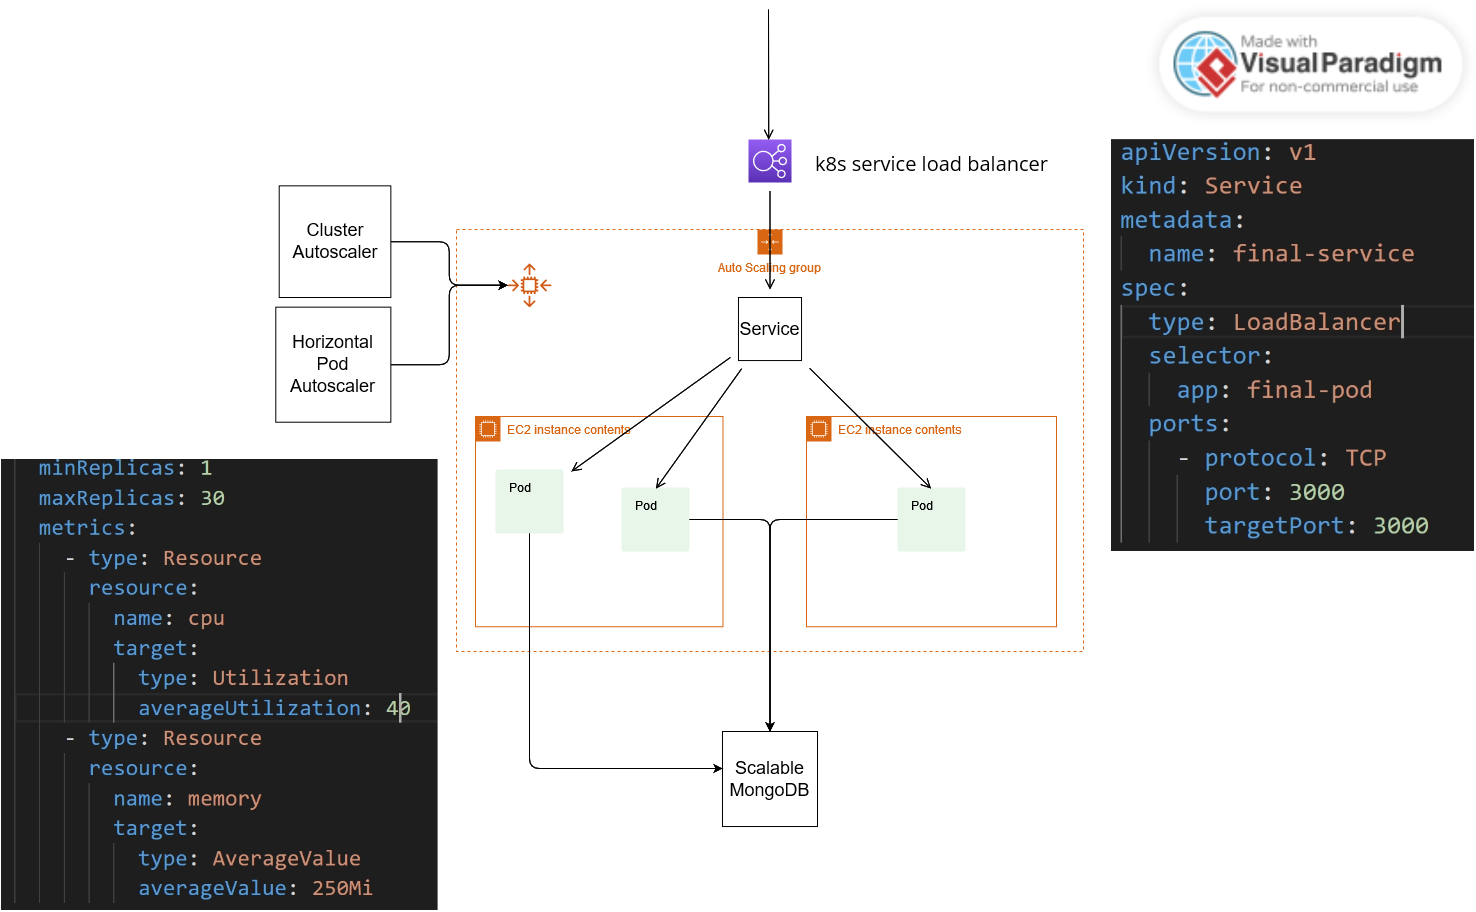 Made with
Visual Paradigm
For non-commercial use
k8s service load balancer
Cluster
Autoscaler
Horizontal
Pod
Autoscaler
Auto Scaling group
Service
EC2 instance contents
EC2 instance contents
Pod
Pod
Pod
Scalable
MongoDB
apiVersion: v1
kind: Service
metadata:
name: final-service
spec:
type: LoadBalancer
selector:
app: final-pod
ports:
- protocol: TCP
port: 3000
targetPort: 3000
minReplicas: 1
maxReplicas: 30
metrics:
- type: Resource
resource:
name: cpu
target:
type: Utilization
averageUtilization: 40
- type: Resource
resource:
name: memory
target:
type: AverageValue
averageValue: 250Mi